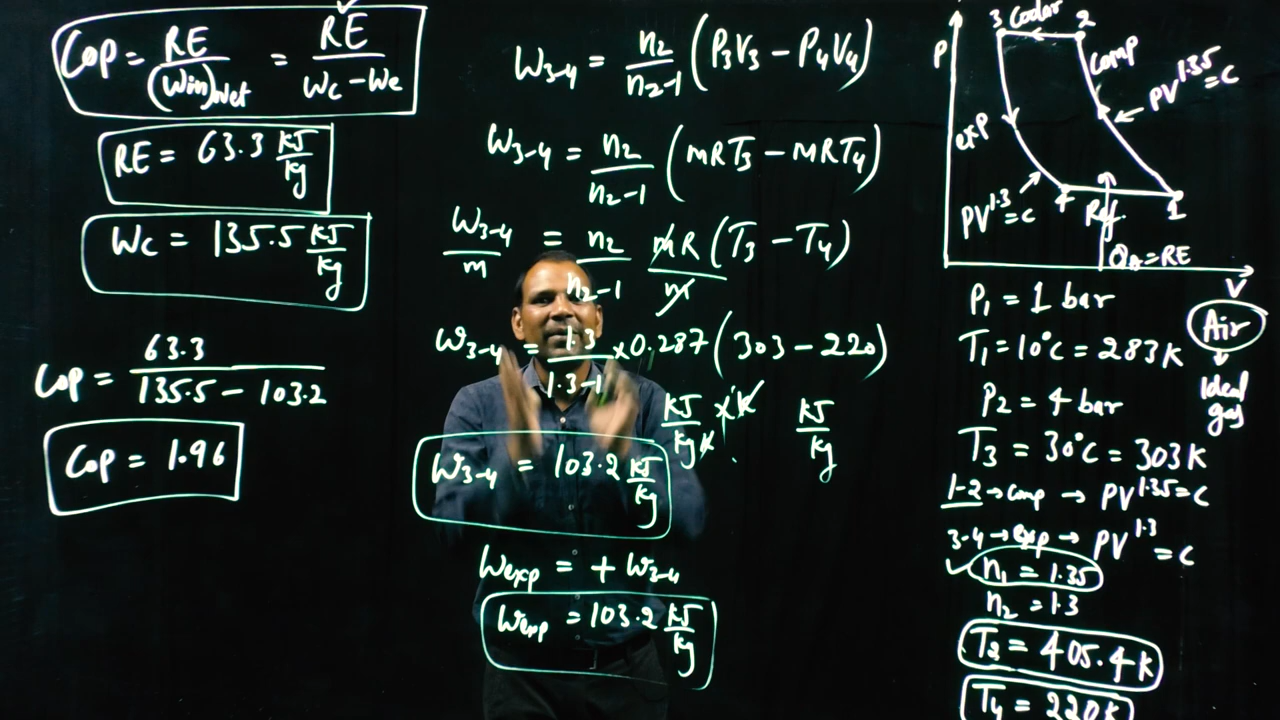 COP = RE / (Win)Net = RE / Wc − We
RE = 63.3 kJ/kg
Wc = 135.5 kJ/kg
COP = 63.3 / 135.5 − 103.2
COP = 1.96
W3-4 = n2 / n2-1 (P3V3 − P4V4)
W3-4 = n2 / n2-1 (mRT3 − mRT4)
W3-4 / m = n2 / n2-1 mR / m (T3 − T4)
W3-4 = 1.3 / 1.3-1 × 0.287 (303 − 220)
kJ/kgK × K kJ/kg
W3-4 = 103.2 kJ/kg
Wexp = + W3-4
Wexp = 103.2 kJ/kg
3 Cooler 2
P
Comp
PV^1.35 = C
exp
PV^1.3 = C
4 Ref. 1
QA = RE
V
P1 = 1 bar
Air
T1 = 10°C = 283K
Ideal gas
P2 = 4 bar
T3 = 30°C = 303K
1-2 → Comp → PV^1.35 = C
3-4 → exp → PV^1.3 = C
✓ n1 = 1.35
n2 = 1.3
T2 = 405.4 K
T4 = 220K